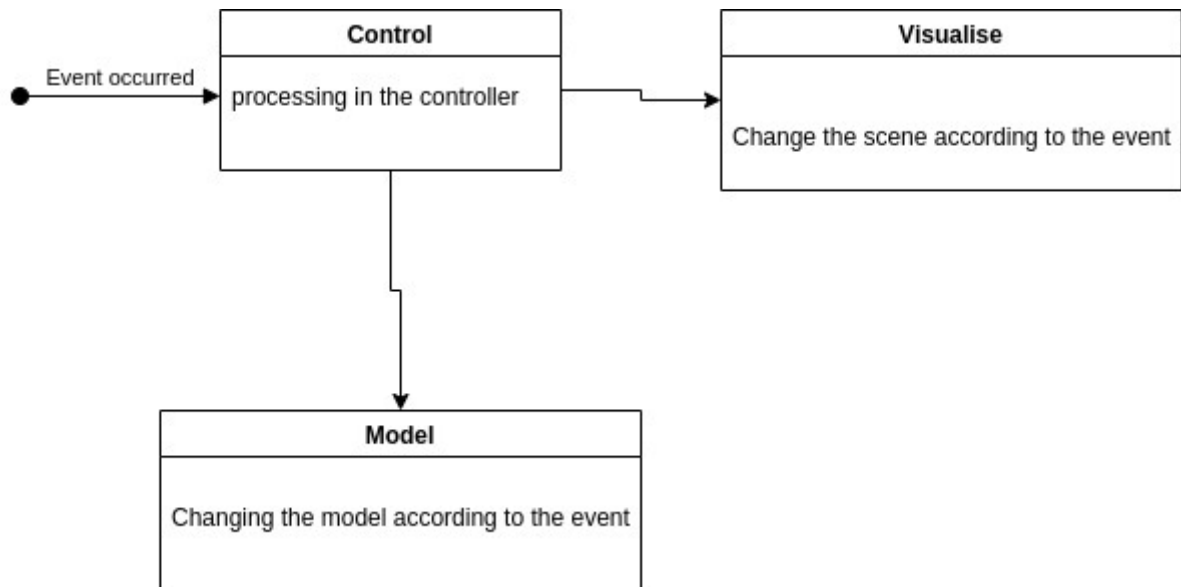 Control
Visualise
Event occurred
processing in the controller
Change the scene according to the event
Model
Changing the model according to the event